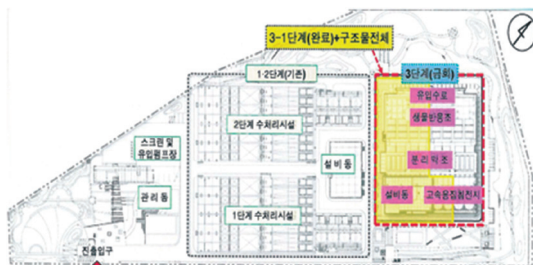 3-1단계(완료)+구조물전체
1·2단계(기존)
3단계(금회)
유입수로
생물반응조
2단계 수처리시설
스크린 및
유입펌프장
설비동
분리막조
관리동
설비동
고속응집침전지
1단계 수처리시설
진출입구